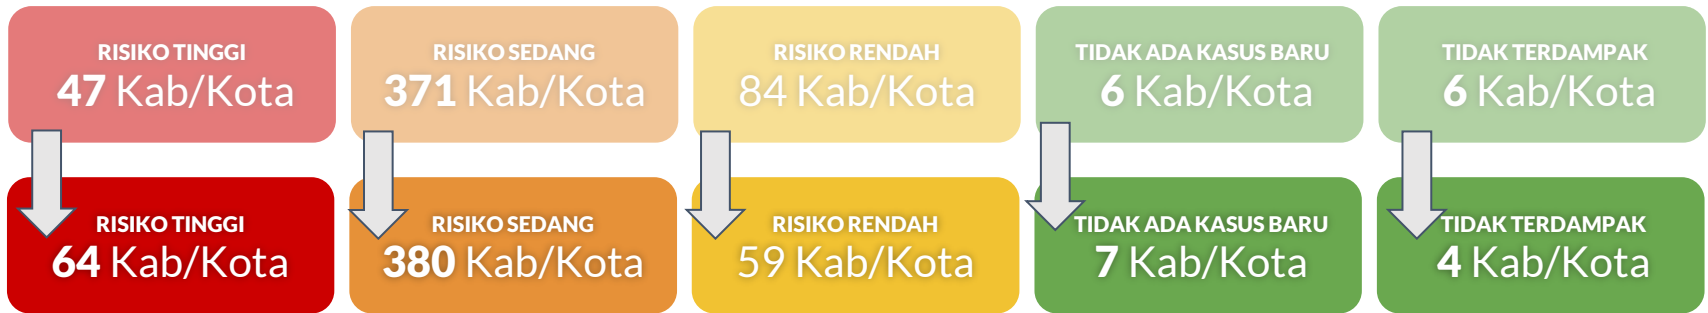 RISIKO TINGGI
47 Kab/Kota
RISIKO SEDANG
371 Kab/Kota
RISIKO RENDAH
84 Kab/Kota
TIDAK ADA KASUS BARU
6 Kab/Kota
TIDAK TERDAMPAK
6 Kab/Kota
RISIKO TINGGI
64 Kab/Kota
RISIKO SEDANG
380 Kab/Kota
RISIKO RENDAH
59 Kab/Kota
TIDAK ADA KASUS BARU
7 Kab/Kota
TIDAK TERDAMPAK
4 Kab/Kota